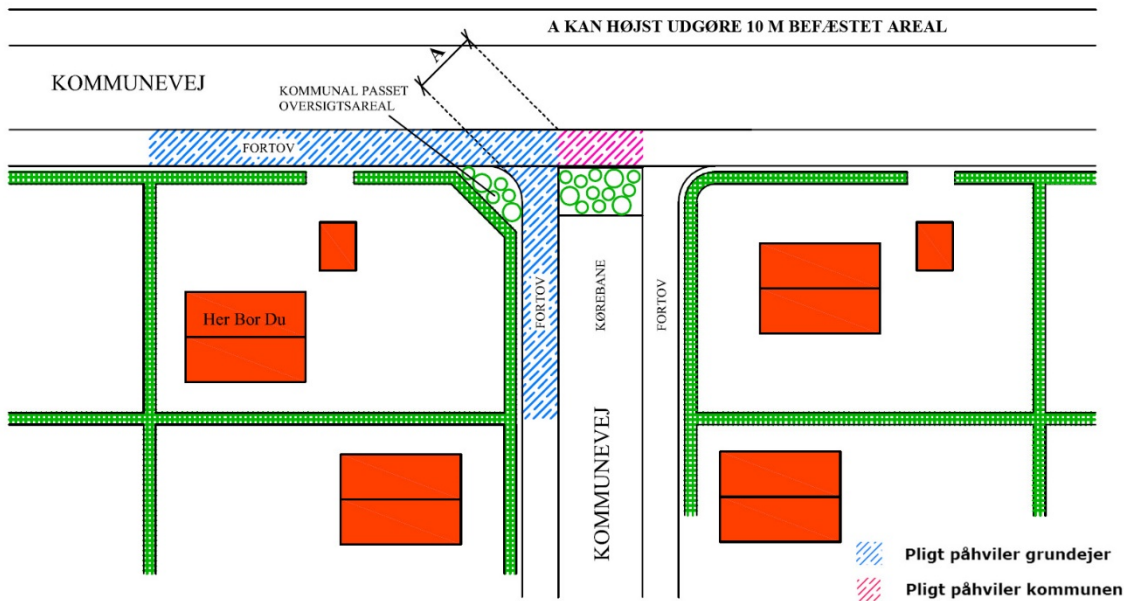 A KAN HØJST UDGØRE 10 M BEFÆSTET AREAL
A
KOMMUNEVEJ
KOMMUNAL PASSET
OVERSIGTSAREAL
FORTOV
Her Bor Du
FORTOV
KØREBANE
FORTOV
KOMMUNEVEJ
Pligt påhviler grundejer
Pligt påhviler kommunen